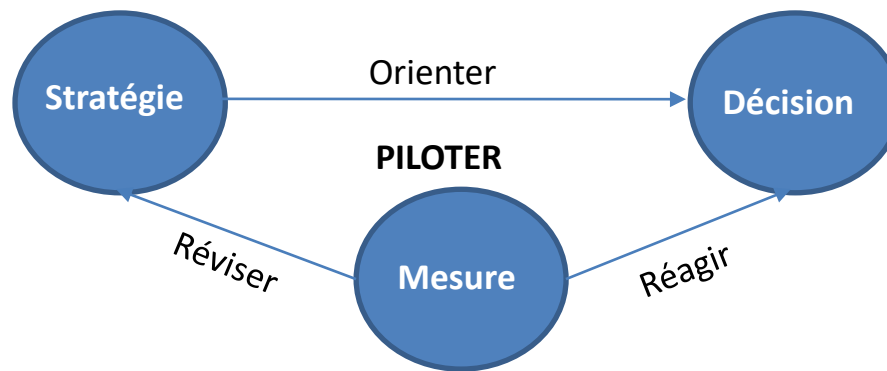 Orienter
Stratégie
Décision
PILOTER
Réviser
Mesure
Réagir